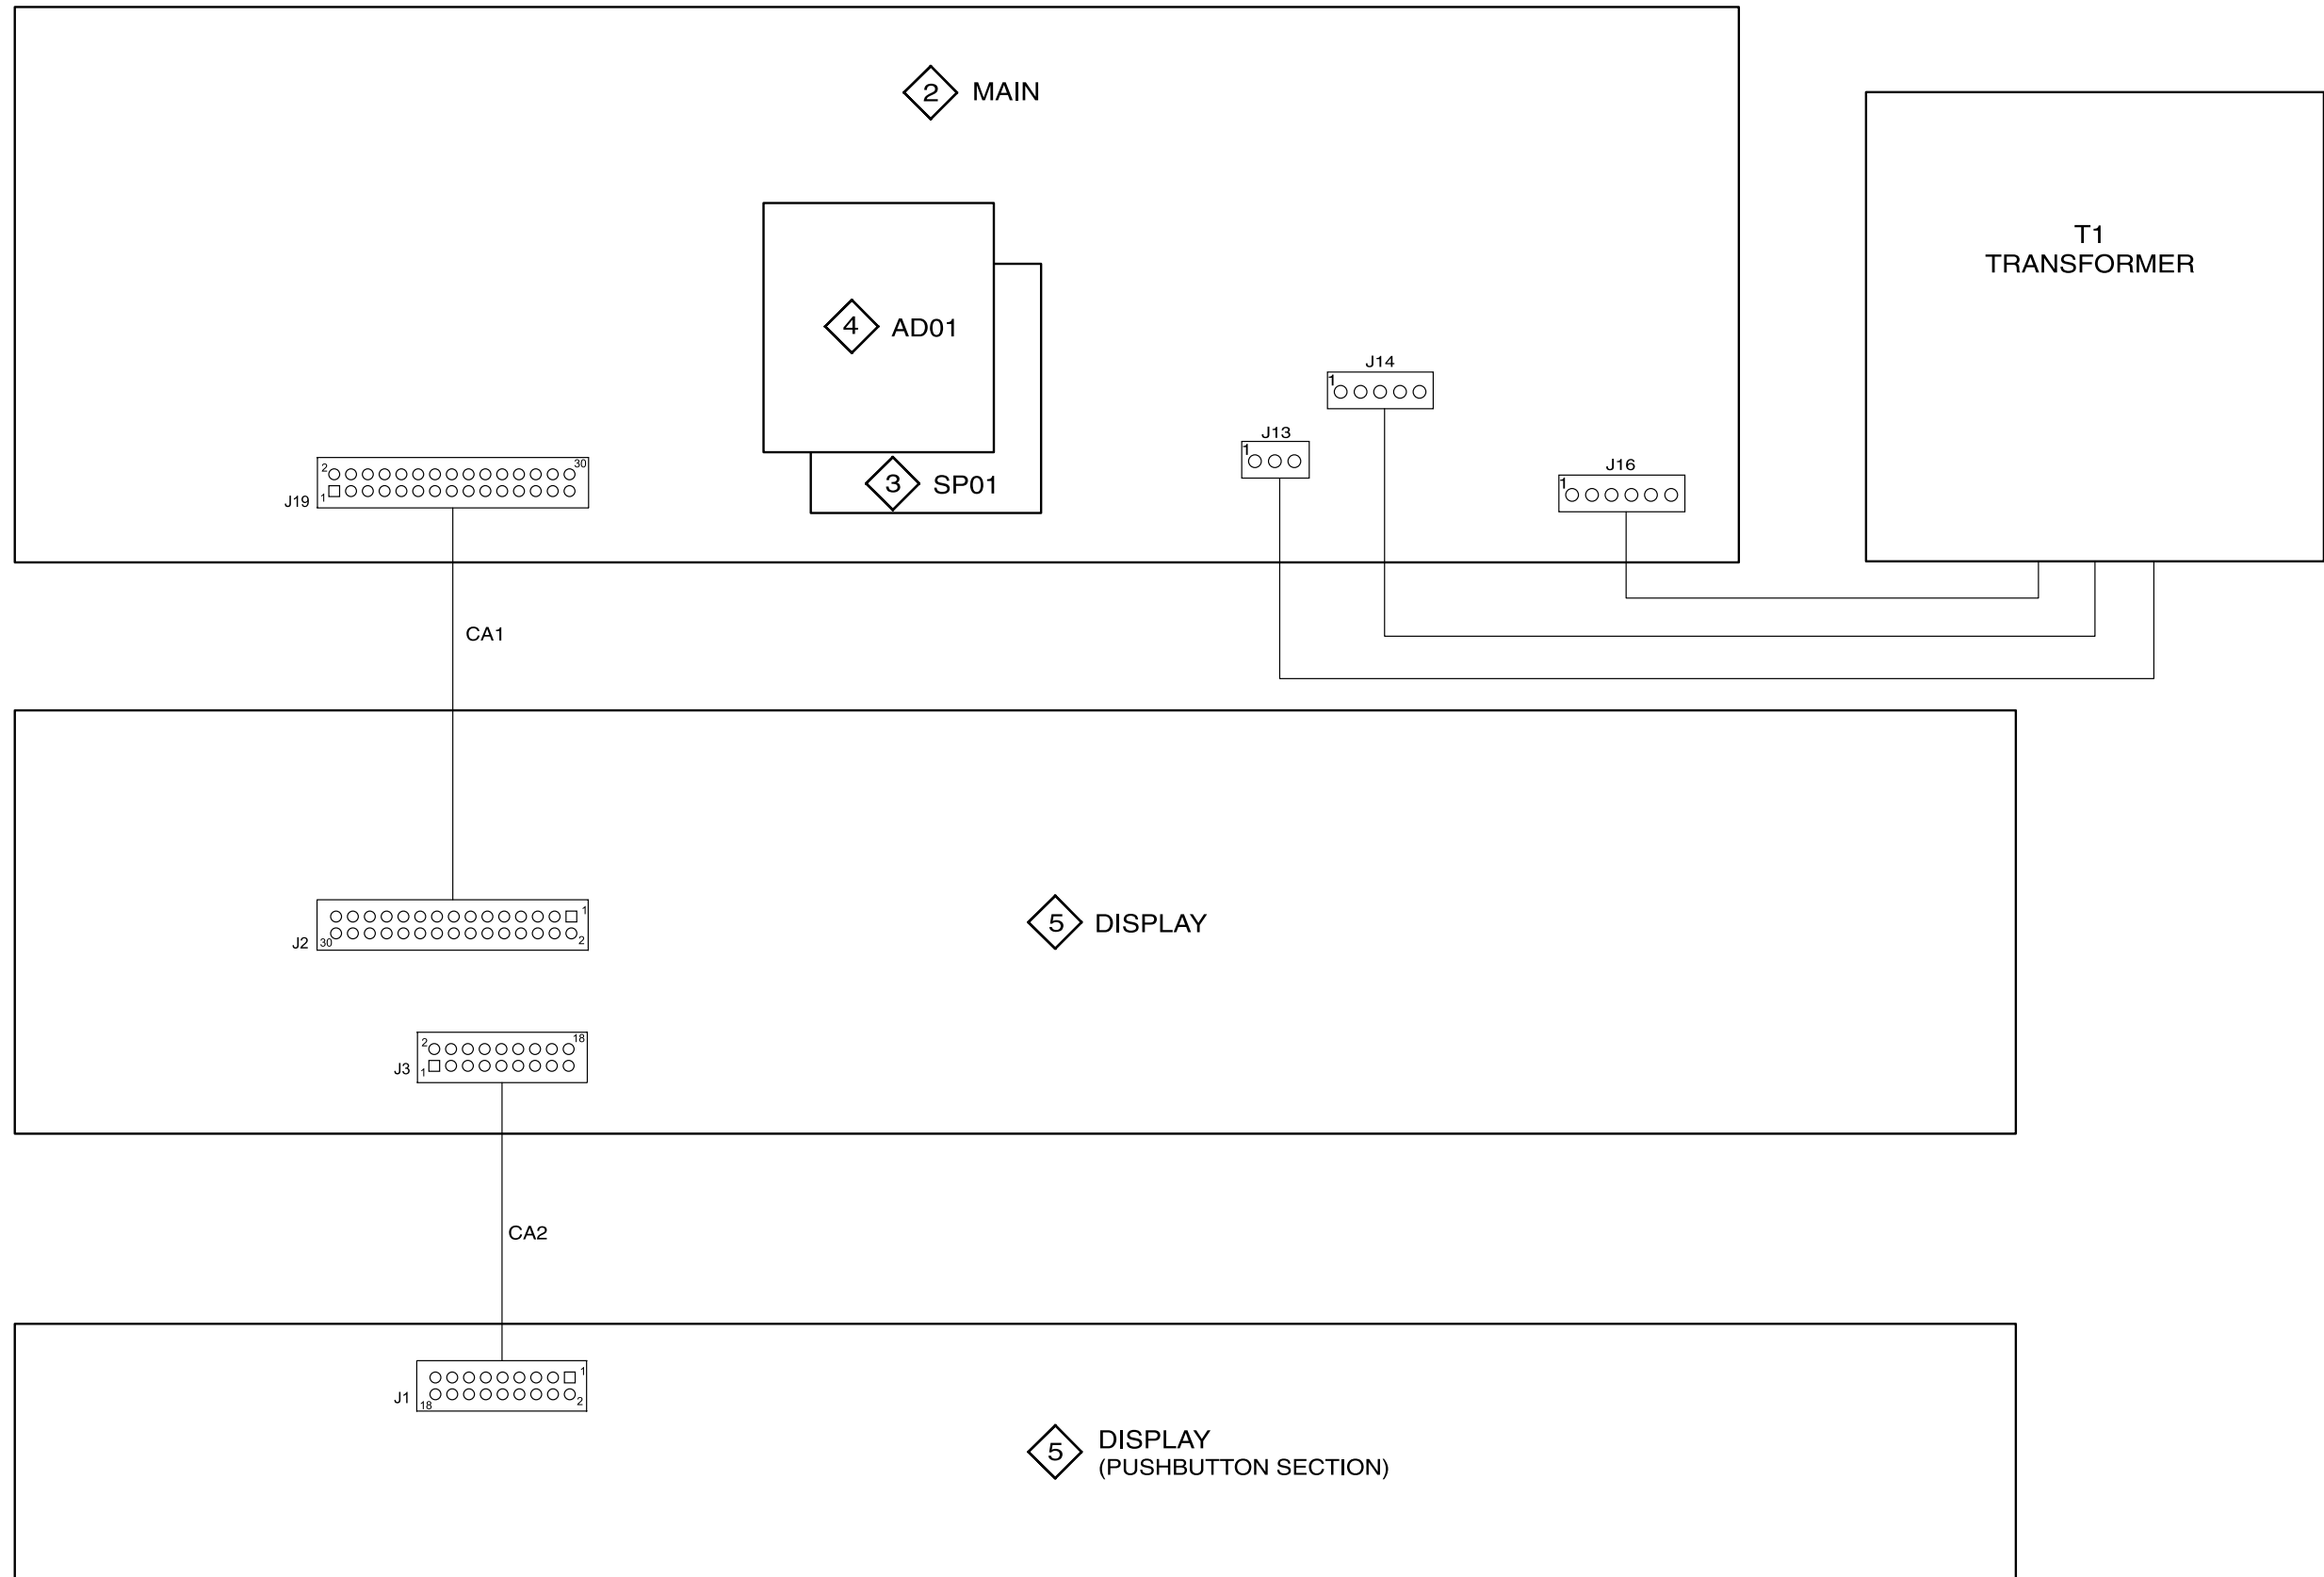 2 MAIN
T1
TRANSFORMER
4 AD01
J14
1
J13
1
J16
1
3 SP01
2
30
1
J19
CA1
1
J2
30
2
5 DISPLAY
2
18
J3
1
CA2
1
J1
18
2
5 DISPLAY
(PUSHBUTTON SECTION)